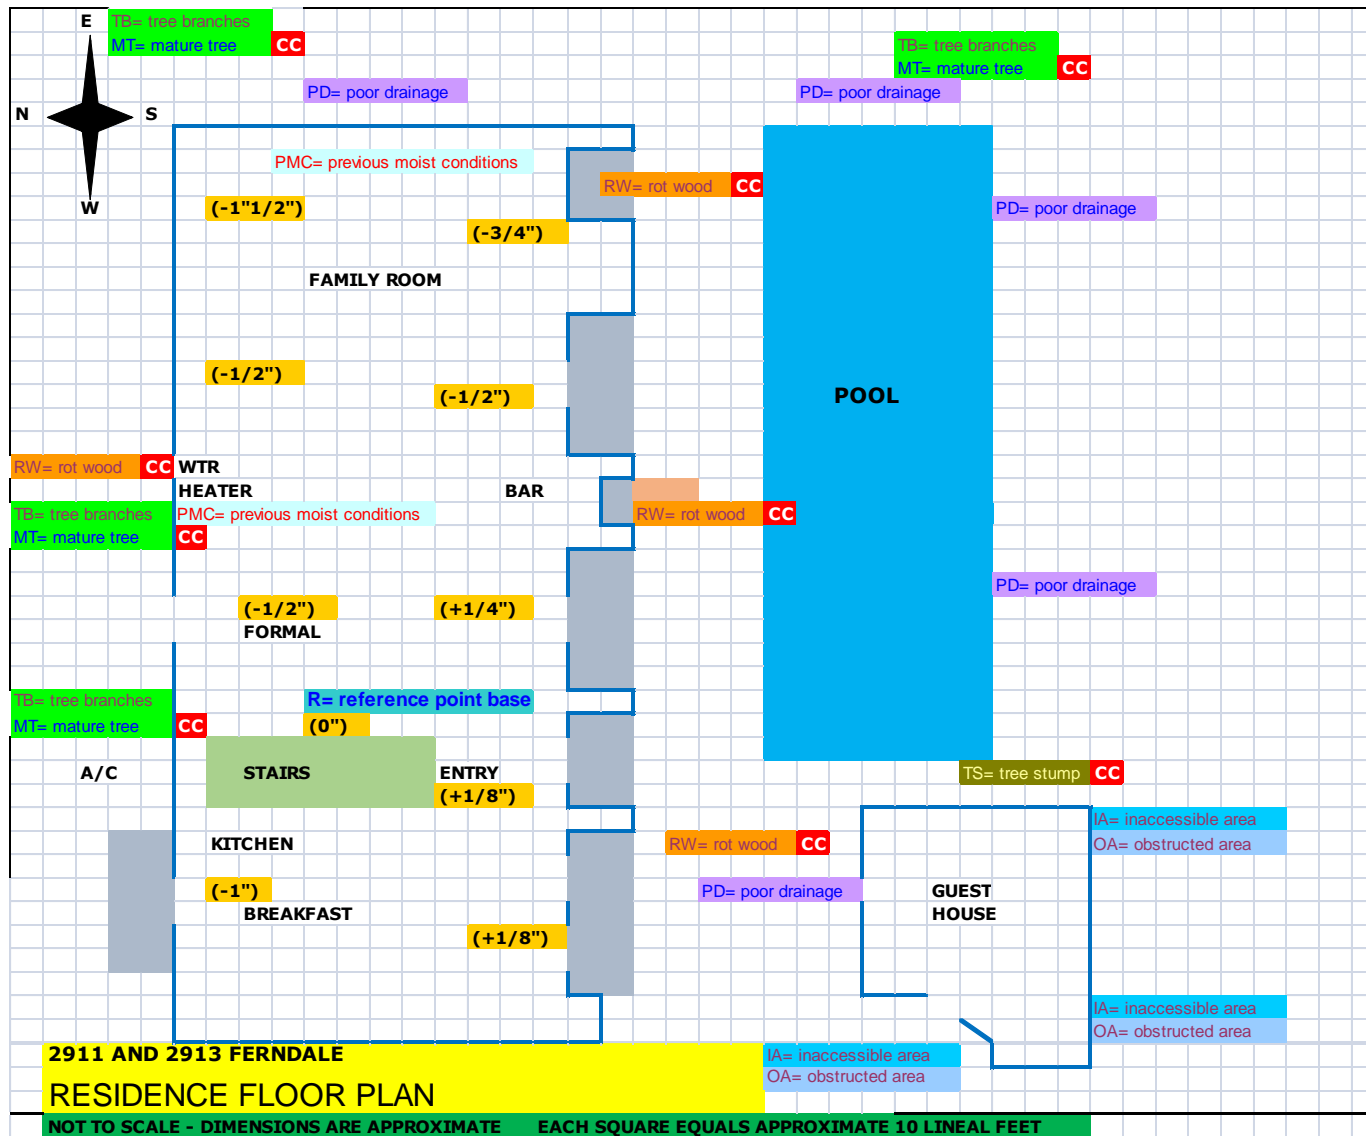 E
TB= tree branches
MT= mature tree CC
TB= tree branches
MT= mature tree CC
PD= poor drainage
PD= poor drainage
N S
PMC= previous moist conditions
RW= rot wood CC
W
(-1"1/2")
PD= poor drainage
(-3/4")
FAMILY ROOM
(-1/2")
(-1/2")
POOL
RW= rot wood CC WTR
HEATER
BAR
TB= tree branches
PMC= previous moist conditions
RW= rot wood CC
MT= mature tree CC
PD= poor drainage
(-1/2")
(+1/4")
FORMAL
TB= tree branches
R= reference point base
MT= mature tree CC
(0")
A/C
STAIRS
ENTRY
TS= tree stump CC
(+1/8")
IA= inaccessible area
KITCHEN
RW= rot wood CC
OA= obstructed area
(-1")
PD= poor drainage
GUEST
HOUSE
BREAKFAST
(+1/8")
IA= inaccessible area
OA= obstructed area
2911 AND 2913 FERNDALE
IA= inaccessible area
OA= obstructed area
RESIDENCE FLOOR PLAN
NOT TO SCALE - DIMENSIONS ARE APPROXIMATE EACH SQUARE EQUALS APPROXIMATE 10 LINEAL FEET